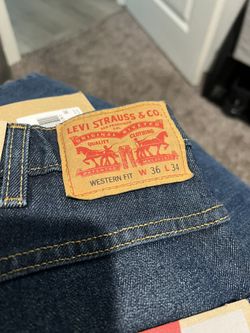 LEVI STRAUSS & CO.
ORIGINAL RIVETED
QUALITY CLOTHING
WESTERN FIT W 36 L 34